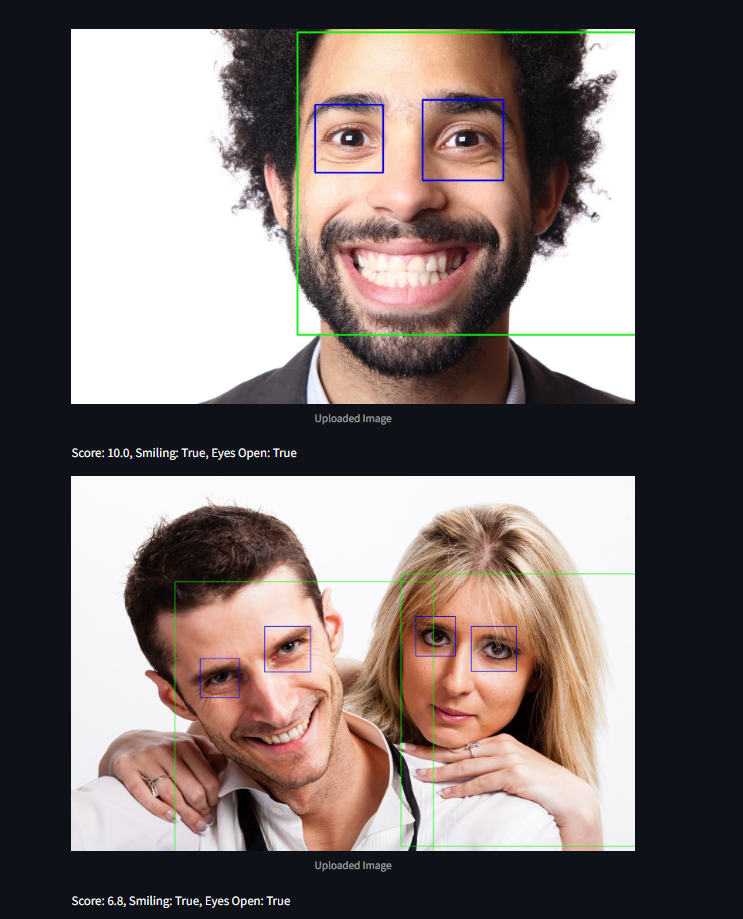 Uploaded Image
Score: 10.0, Smiling: True, Eyes Open: True
Uploaded Image
Score: 6.8, Smiling: True, Eyes Open: True